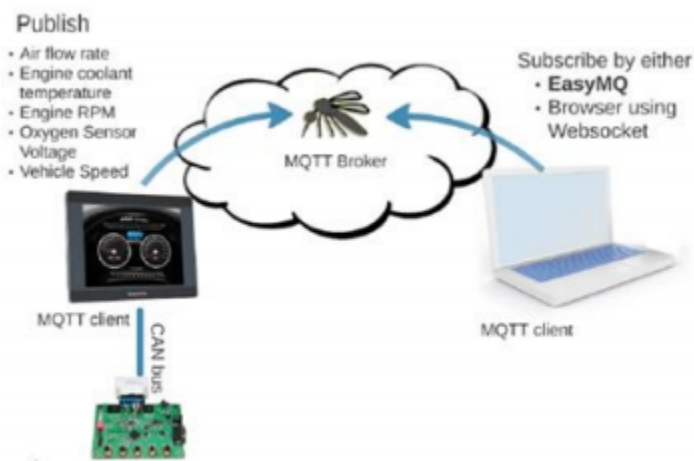 Publish
• Air flow rate
• Engine coolant
temperature
• Engine RPM
• Oxygen Sensor
Voltage
• Vehicle Speed
Subscribe by either
• EasyMQ
• Browser using
Websocket
MQTT Broker
MQTT client
CAN bus
MQTT client